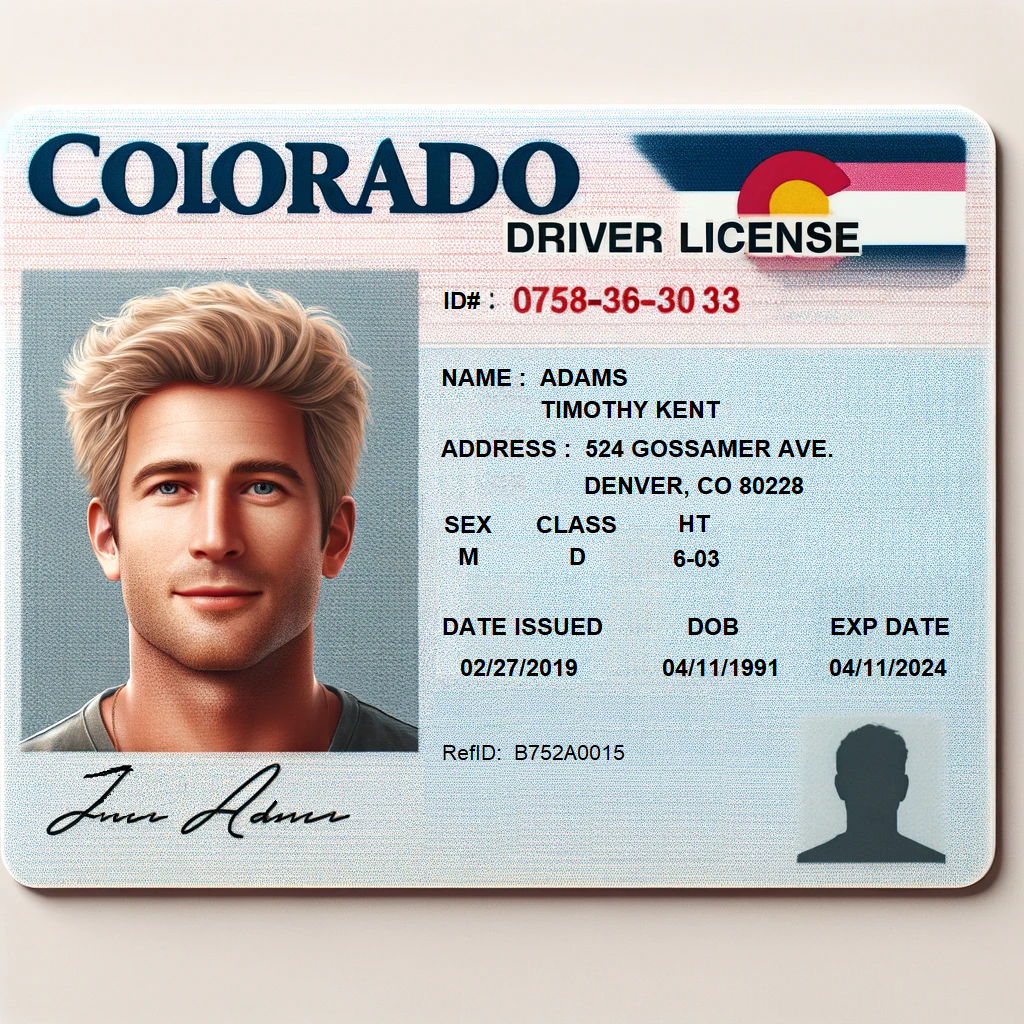 COLORADO
DRIVER LICENSE
ID# : 0758-36-30 33
NAME : ADAMS
TIMOTHY KENT
ADDRESS : 524 GOSSAMER AVE.
DENVER, CO 80228
SEX CLASS HT
M D 6-03
DATE ISSUED DOB EXP DATE
02/27/2019 04/11/1991 04/11/2024
RefID: B752A0015